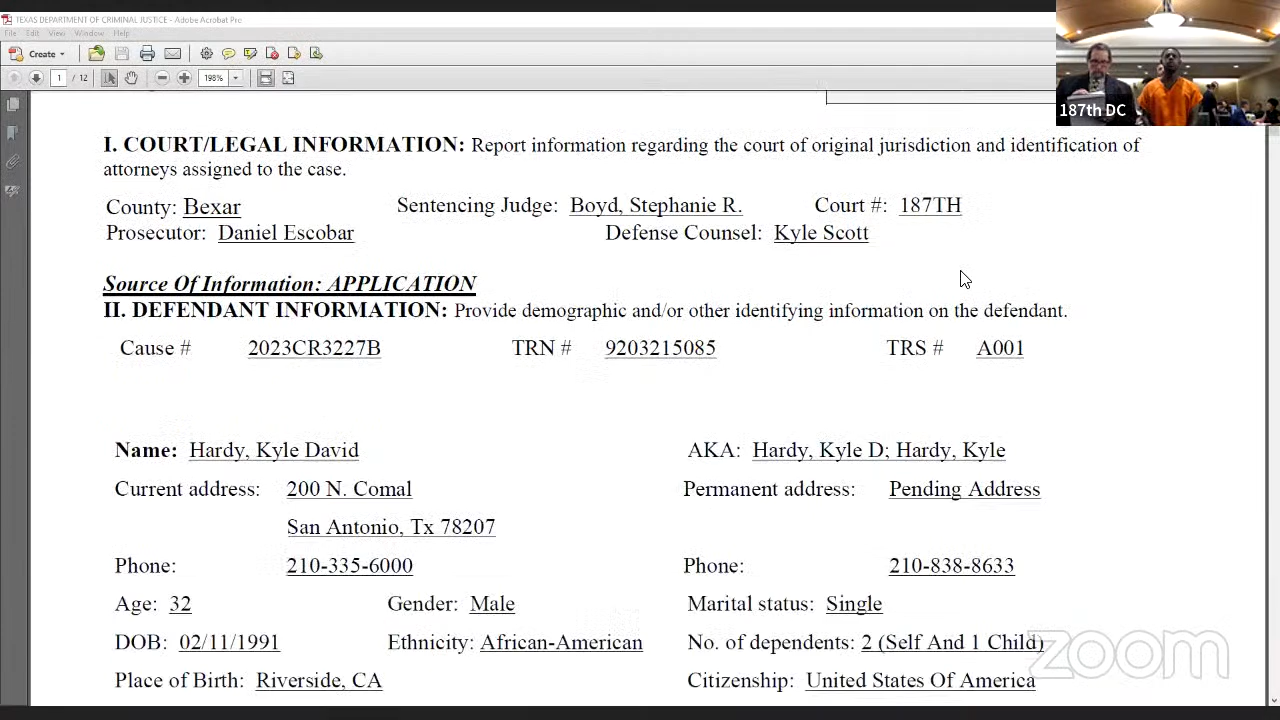 TEXAS DEPARTMENT OF CRIMINAL JUSTICE - Adobe Acrobat Pro
File Edit View Window Help
Create
1 / 12 198%
187th DC
I. COURT/LEGAL INFORMATION: Report information regarding the court of original jurisdiction and identification of
attorneys assigned to the case.
County: Bexar Sentencing Judge: Boyd, Stephanie R. Court #: 187TH
Prosecutor: Daniel Escobar Defense Counsel: Kyle Scott
Source Of Information: APPLICATION
II. DEFENDANT INFORMATION: Provide demographic and/or other identifying information on the defendant.
Cause # 2023CR3227B TRN # 9203215085 TRS # A001
Name: Hardy, Kyle David AKA: Hardy, Kyle D; Hardy, Kyle
Current address: 200 N. Comal Permanent address: Pending Address
San Antonio, Tx 78207
Phone: 210-335-6000 Phone: 210-838-8633
Age: 32 Gender: Male Marital status: Single
DOB: 02/11/1991 Ethnicity: African-American No. of dependents: 2 (Self And 1 Child)
Place of Birth: Riverside, CA Citizenship: United States Of America
zoom